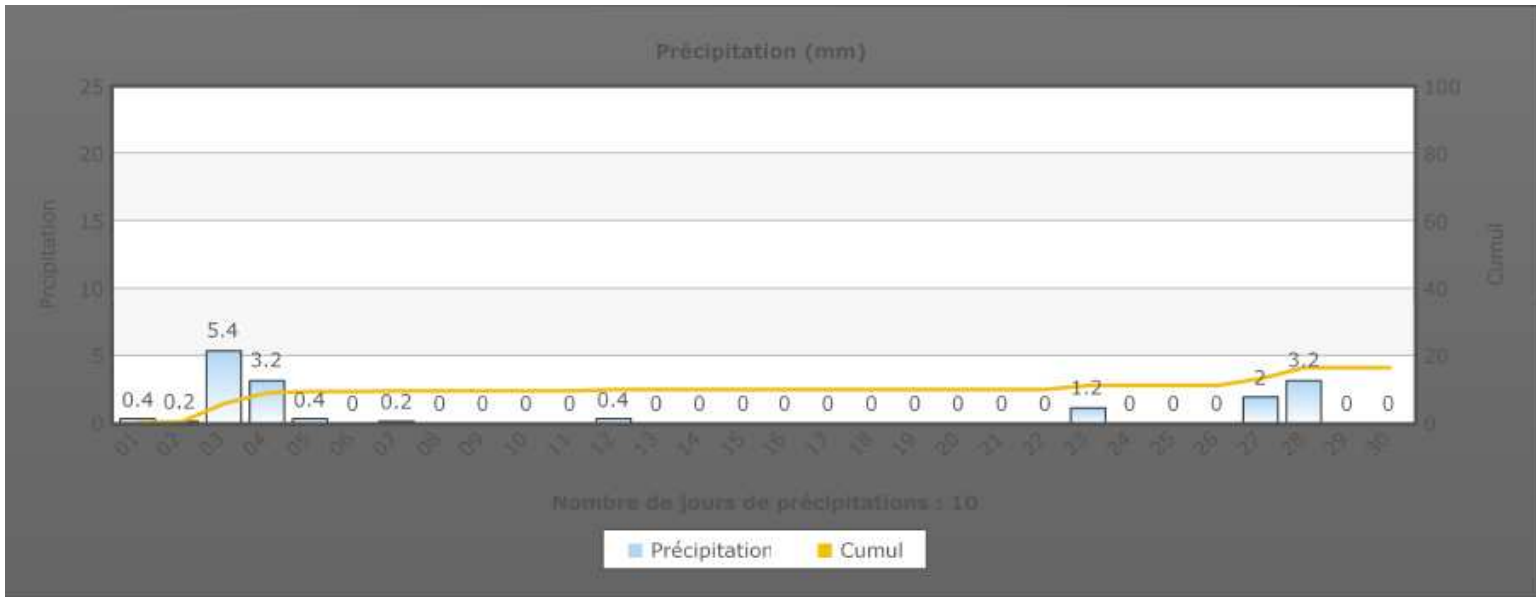 Précipitation (mm)
25
100
20
80
15
60
10
40
5
20
0
0
Prcipitation
Cumul
0.4 0.2 5.4 3.2 0.4 0 0.2 0 0 0 0 0.4 0 0 0 0 0 0 0 0 0 0 1.2 0 0 0 2 3.2 0 0
01 02 03 04 05 06 07 08 09 10 11 12 13 14 15 16 17 18 19 20 21 22 23 24 25 26 27 28 29 30
Nombre de jours de précipitations : 10
Précipitation Cumul